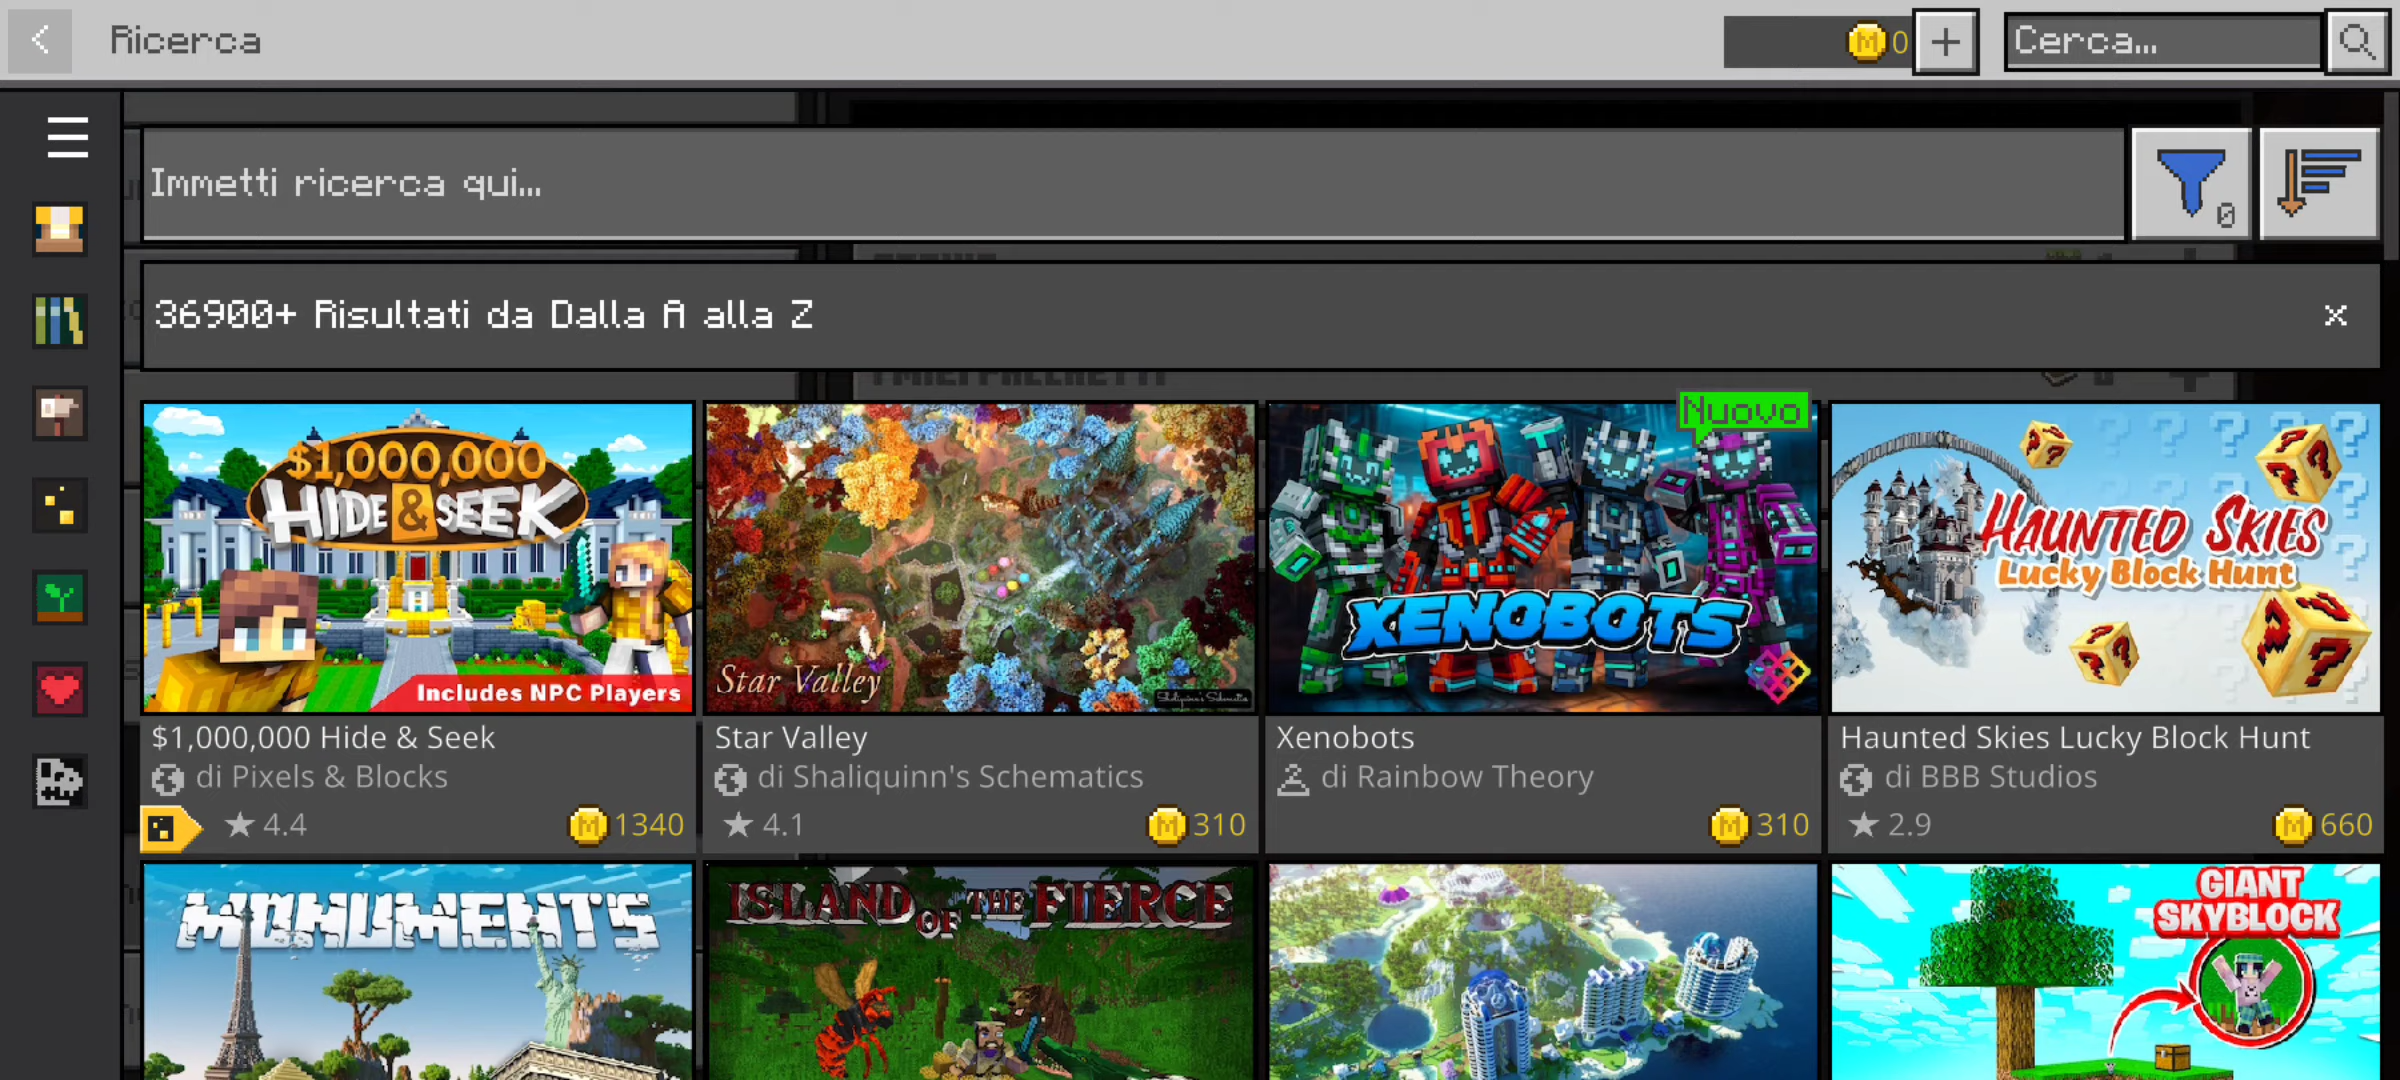 Ricerca
0
Cerca...
Immetti ricerca qui...
0
36900+ Risultati da Dalla A alla Z
$1,000,000
HIDE & SEEK
Includes NPC Players
$1,000,000 Hide & Seek
di Pixels & Blocks
4.4
1340
Star Valley
Shaliquinn's Schematics
Star Valley
di Shaliquinn's Schematics
4.1
310
Nuovo
XENOBOTS
Xenobots
di Rainbow Theory
310
HAUNTED SKIES
LUCKY BLOCK HUNT
Haunted Skies Lucky Block Hunt
di BBB Studios
2.9
660
MONUMENTS
ISLAND OF THE FIERCE
GIANT
SKYBLOCK